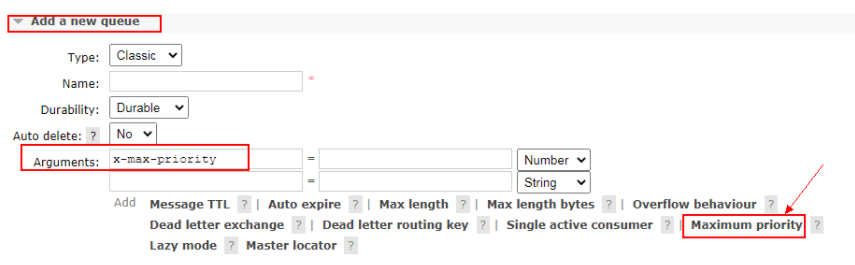 Add a new queue
Type: Classic
Name: *
Durability: Durable
Auto delete: ? No
Arguments: x-max-priority = Number
= String
Add Message TTL ? | Auto expire ? | Max length ? | Max length bytes ? | Overflow behaviour ?
Dead letter exchange ? | Dead letter routing key ? | Single active consumer ? | Maximum priority ?
Lazy mode ? Master locator ?